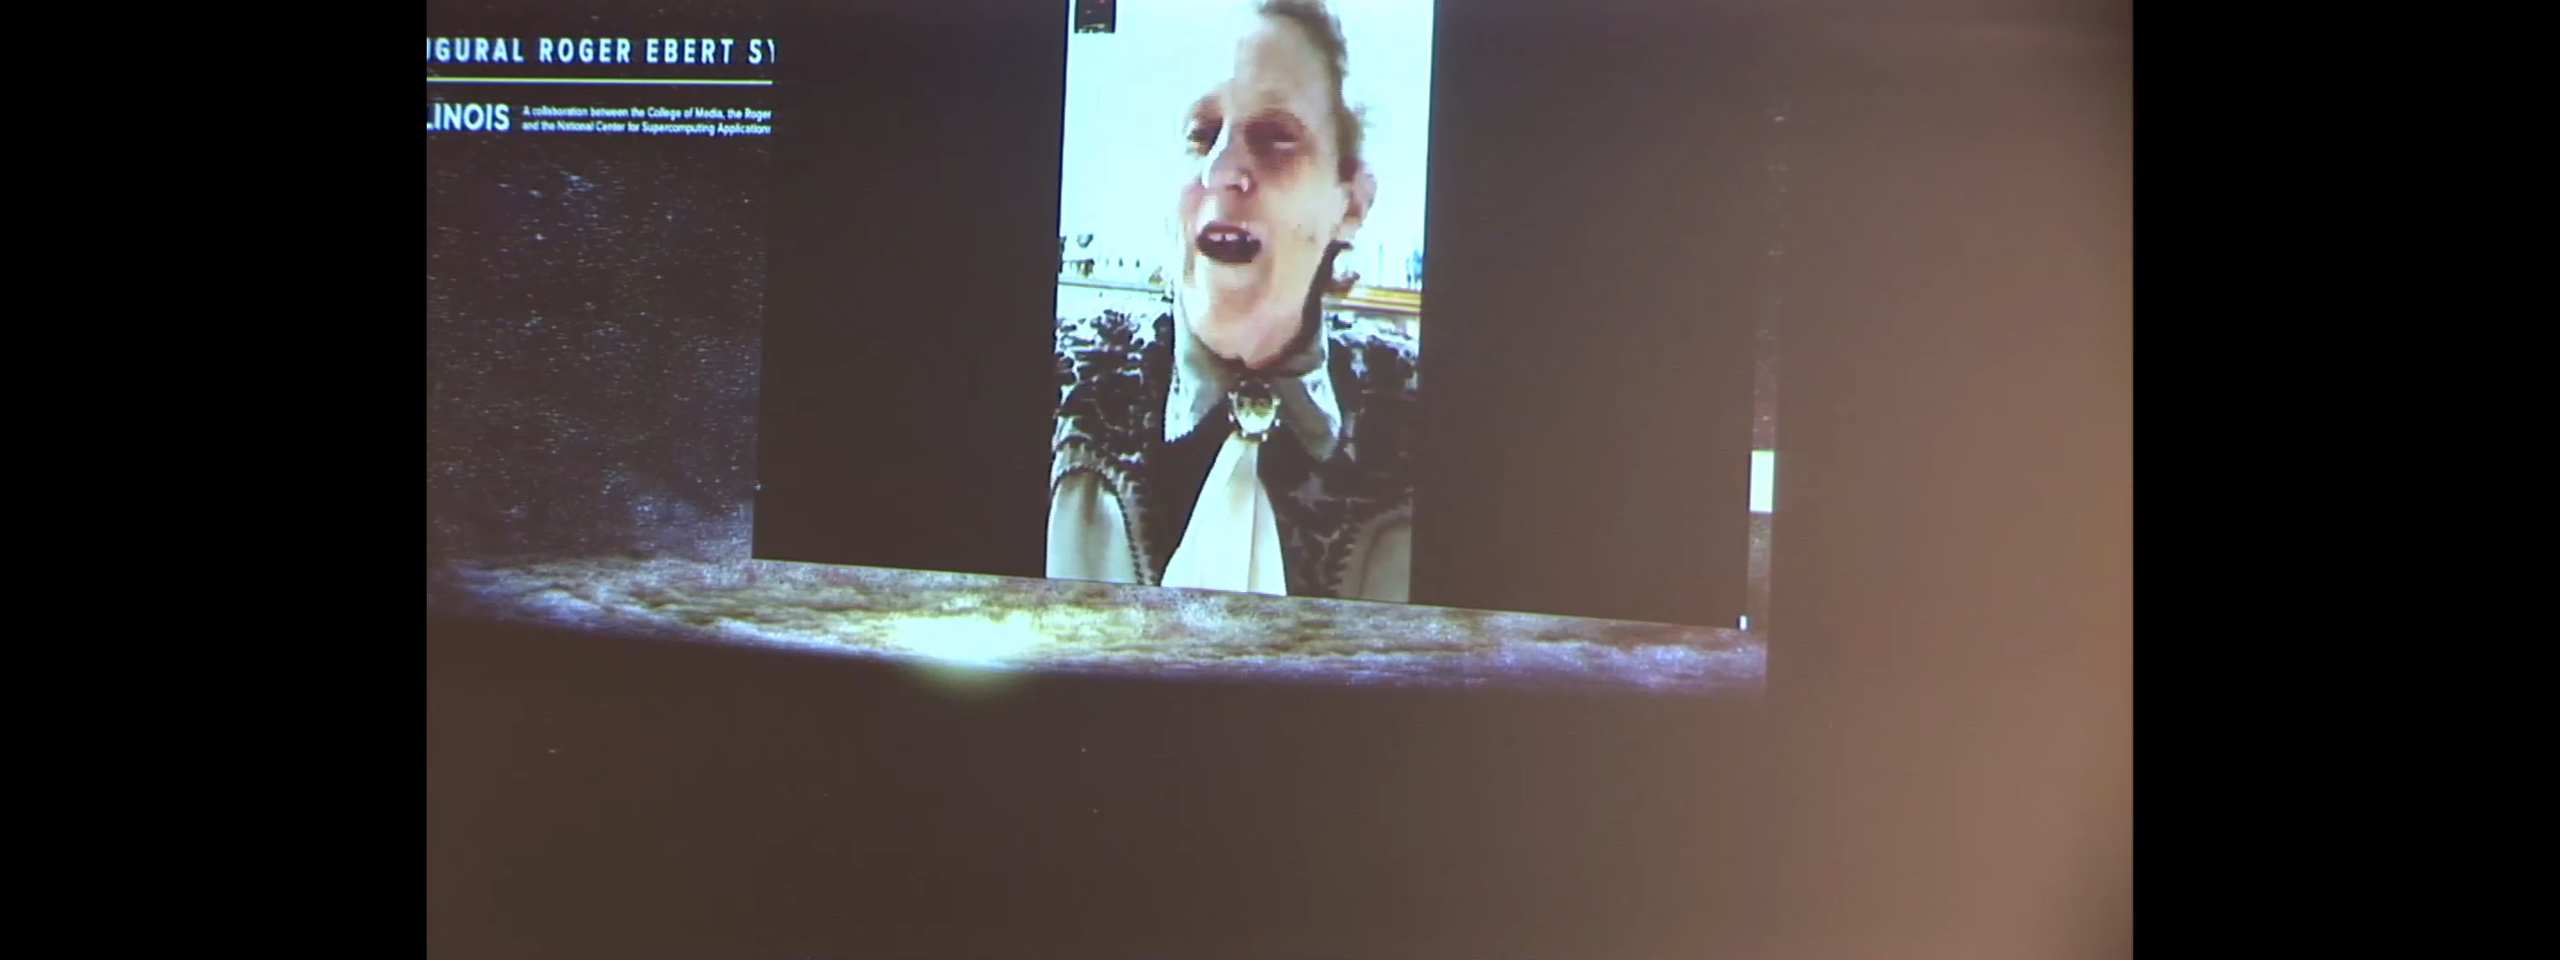 UGURAL ROGER EBERT SY
LINOIS
A collaboration between the College of Media, the Roger
and the National Center for Supercomputing Applications